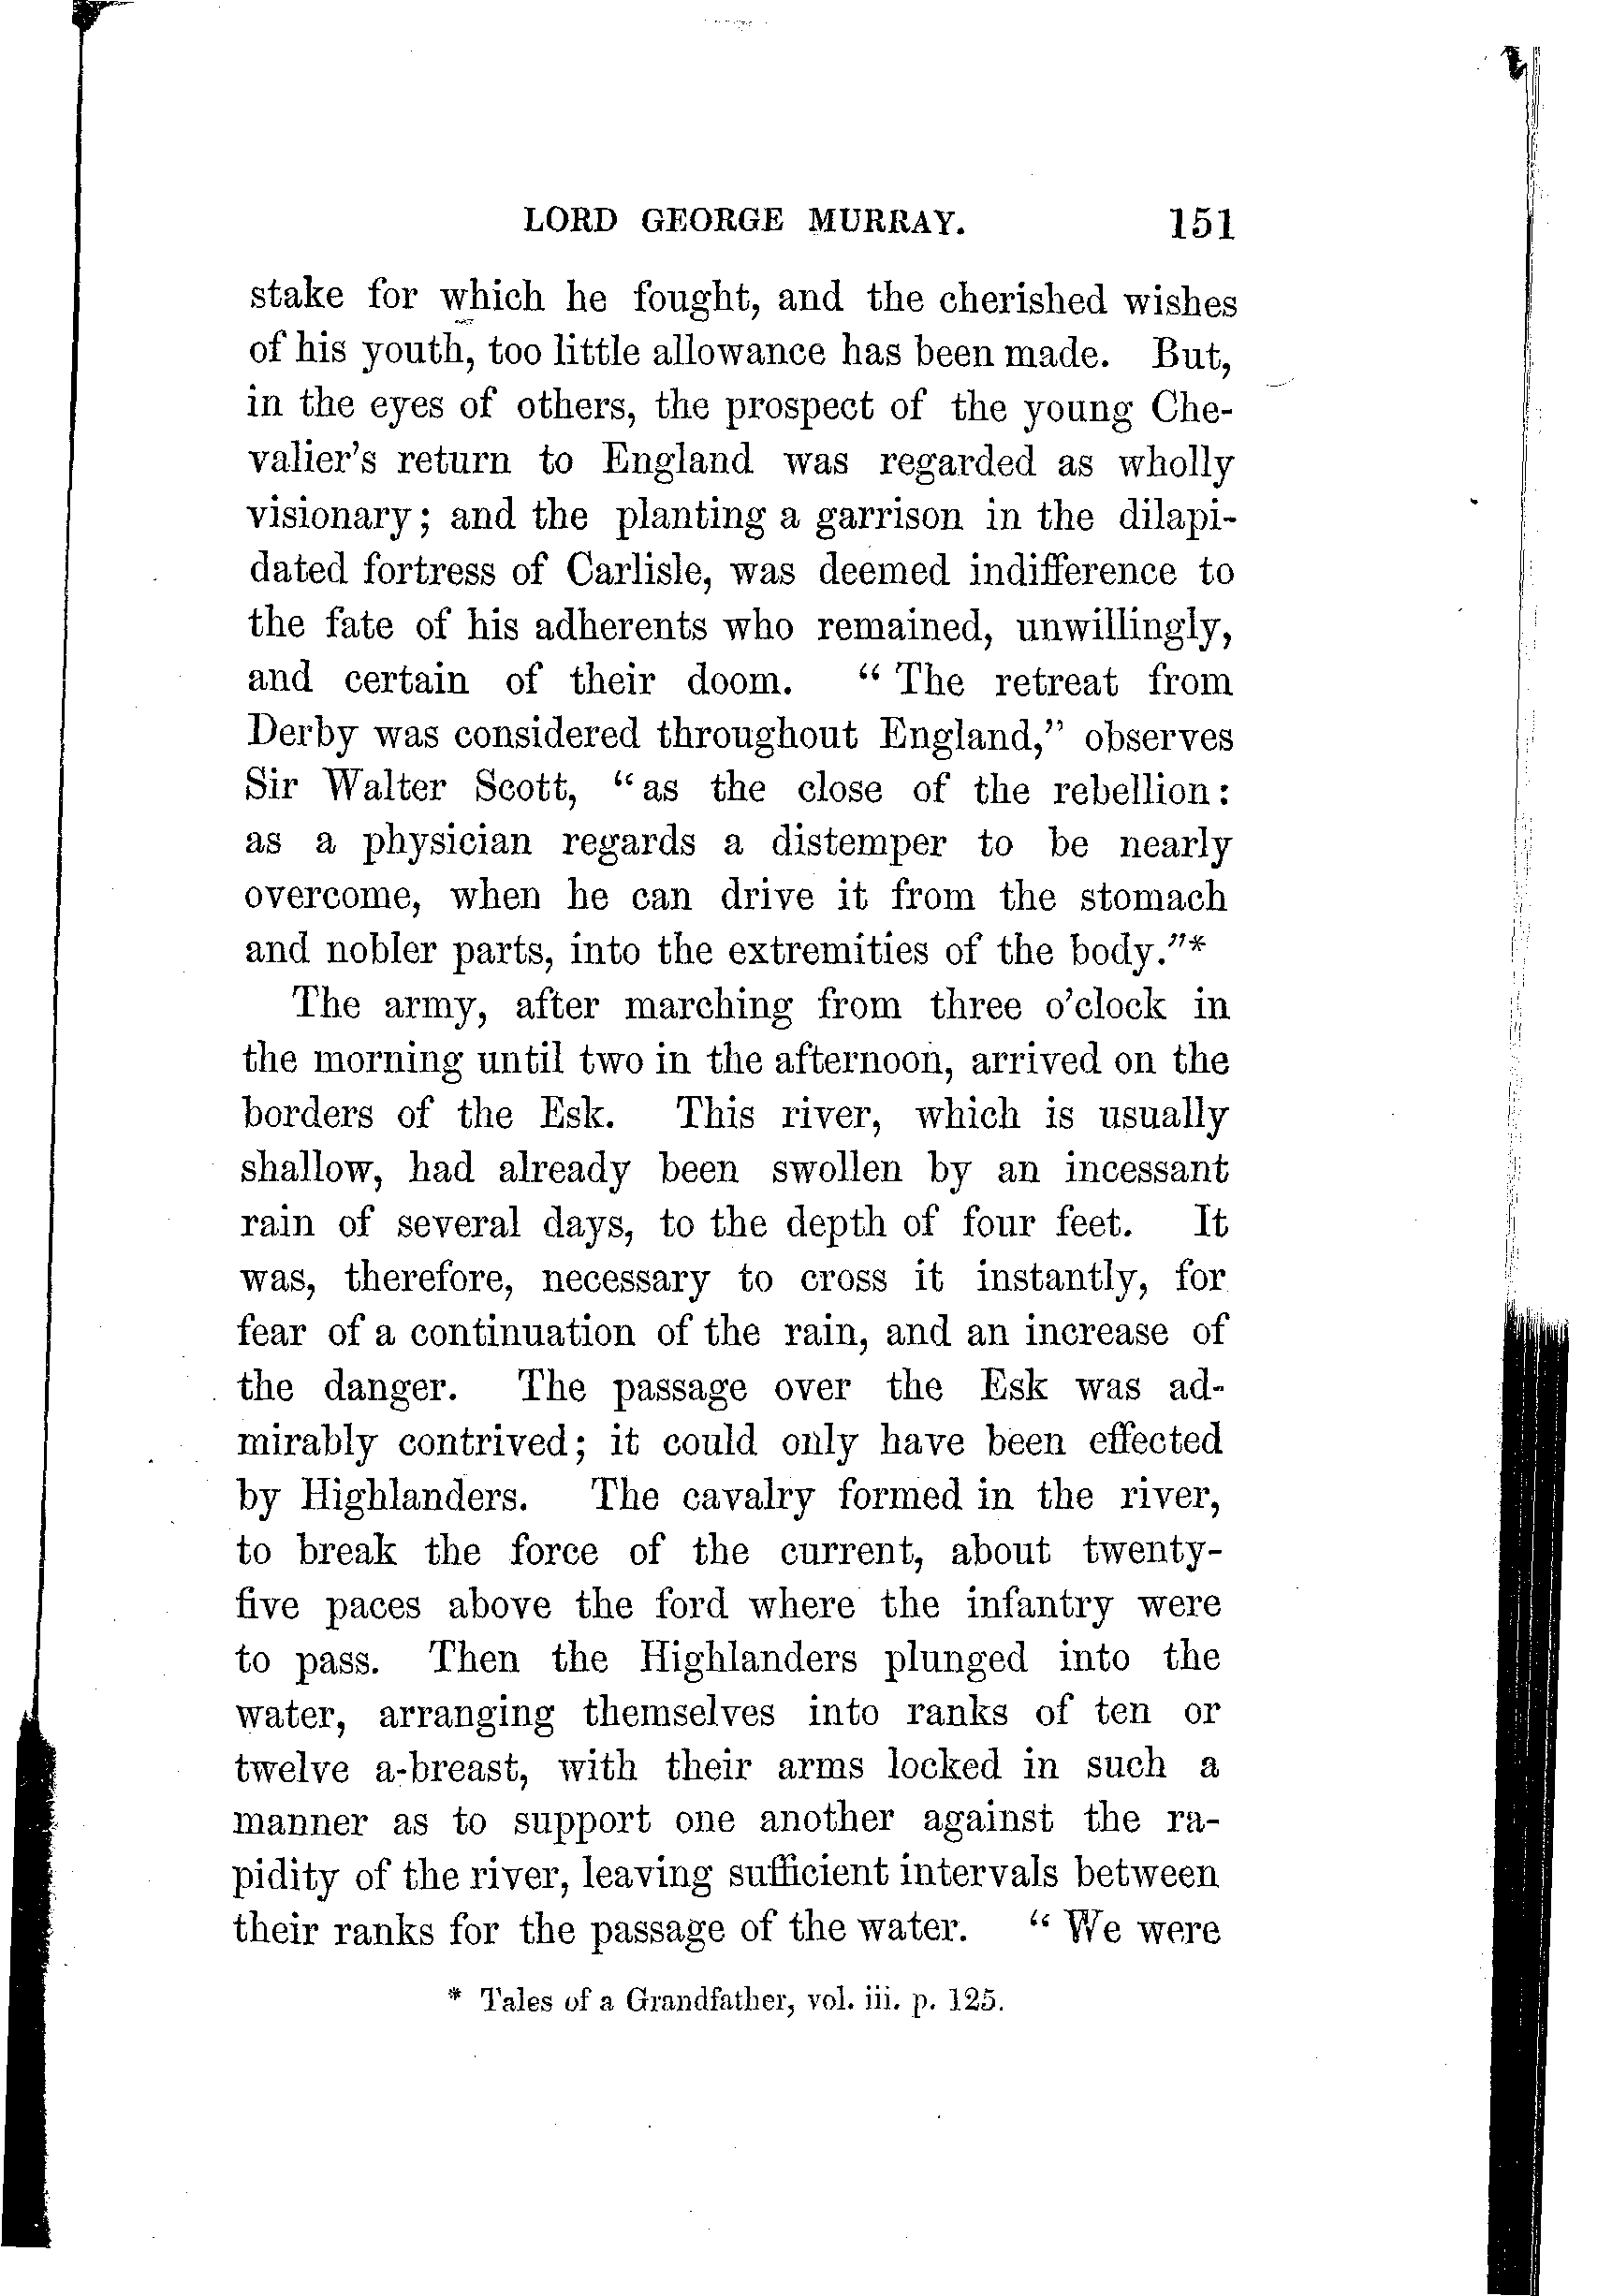 LORD GEORGE MURRAY. 151
stake for which he fought, and the cherished wishes
of his youth, too little allowance has been made. But,
in the eyes of others, the prospect of the young Che-
valier's return to England was regarded as wholly
visionary; and the planting a garrison in the dilapi-
dated fortress of Carlisle, was deemed indifference to
the fate of his adherents who remained, unwillingly,
and certain of their doom. “The retreat from
Derby was considered throughout England,” observes
Sir Walter Scott, “as the close of the rebellion:
as a physician regards a distemper to be nearly
overcome, when he can drive it from the stomach
and nobler parts, into the extremities of the body.”*
The army, after marching from three o'clock in
the morning until two in the afternoon, arrived on the
borders of the Esk. This river, which is usually
shallow, had already been swollen by an incessant
rain of several days, to the depth of four feet. It
was, therefore, necessary to cross it instantly, for
fear of a continuation of the rain, and an increase of
the danger. The passage over the Esk was ad-
mirably contrived; it could only have been effected
by Highlanders. The cavalry formed in the river,
to break the force of the current, about twenty-
five paces above the ford where the infantry were
to pass. Then the Highlanders plunged into the
water, arranging themselves into ranks of ten or
twelve a-breast, with their arms locked in such a
manner as to support one another against the ra-
pidity of the river, leaving sufficient intervals between
their ranks for the passage of the water. “We were
* Tales of a Grandfather, vol. iii. p. 125.